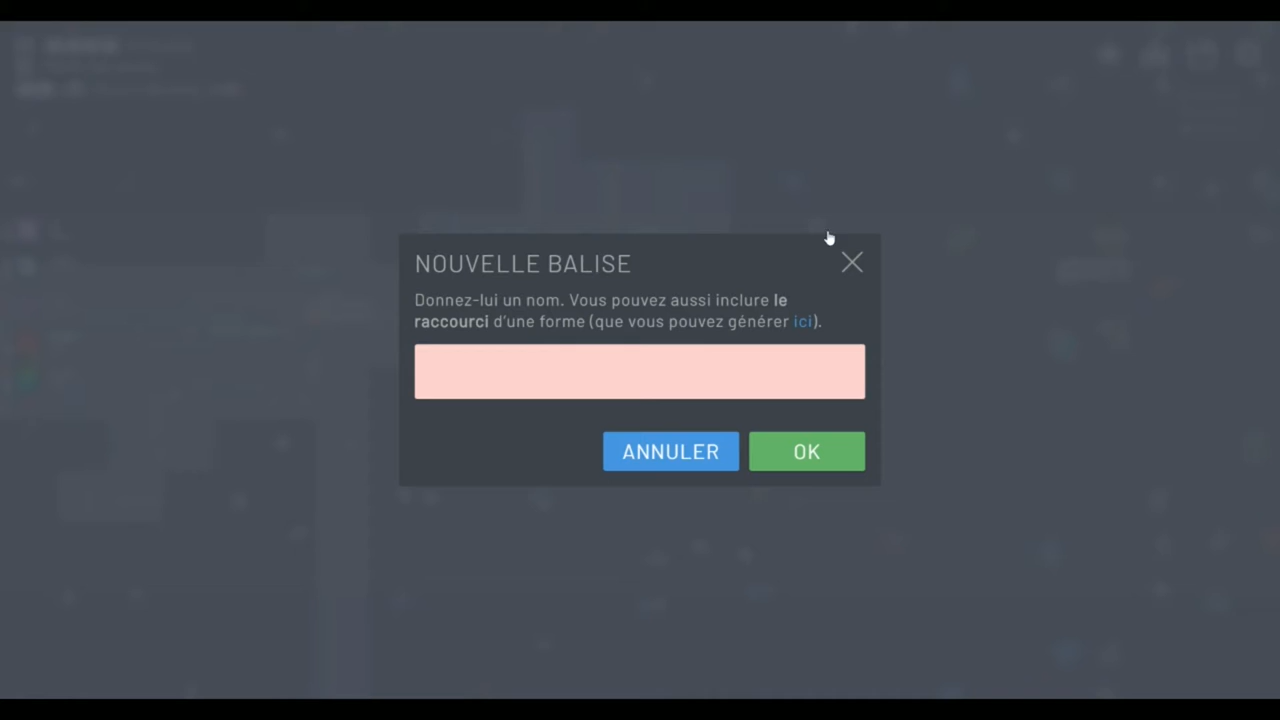 NOUVELLE BALISE
Donnez-lui un nom. Vous pouvez aussi inclure le
raccourci d'une forme (que vous pouvez générer ici).
ANNULER
OK